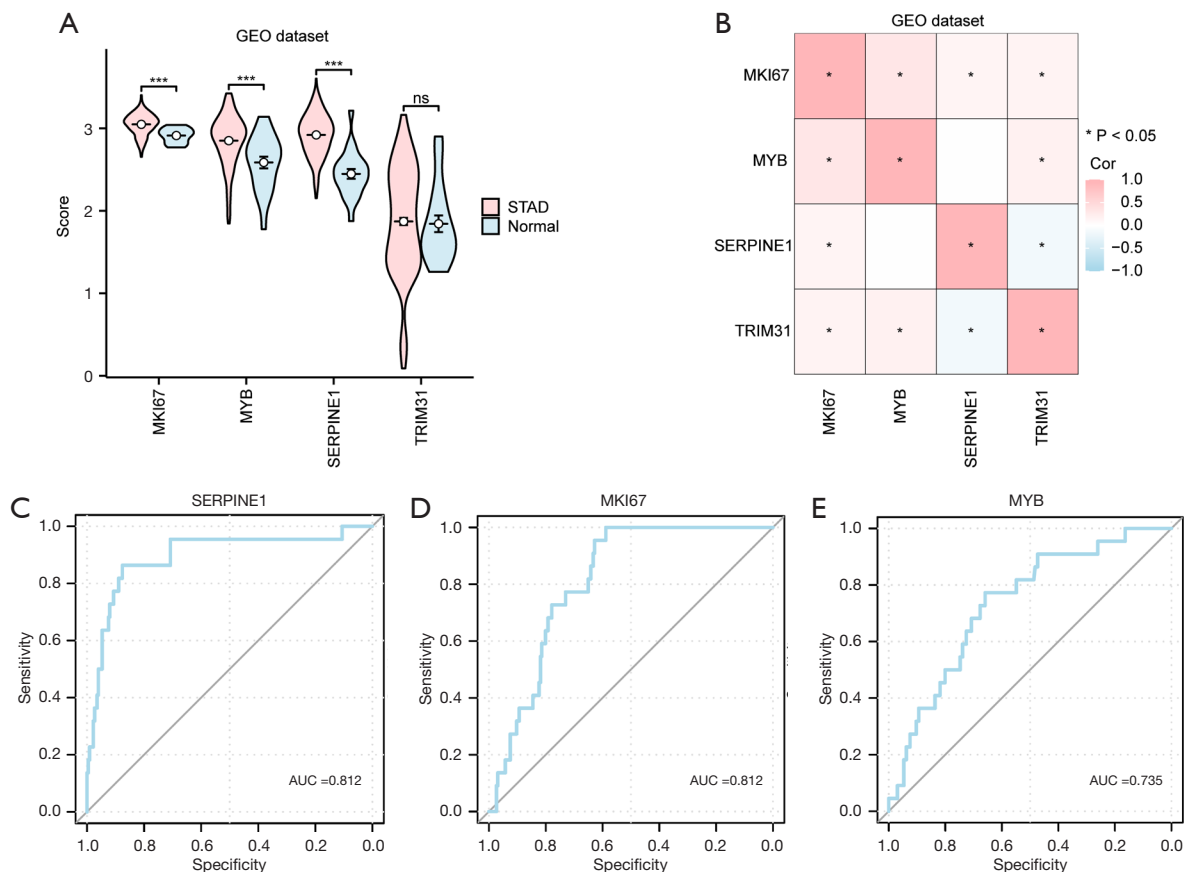 A
GEO dataset
***
***
***
ns
3
2
1
0
Score
MKI67
MYB
SERPINE1
TRIM31
STAD
Normal
B
GEO dataset
MKI67
* * * *
MYB
* * *
SERPINE1
* * *
TRIM31
* * * *
MKI67
MYB
SERPINE1
TRIM31
* P < 0.05
Cor
1.0
0.5
0.0
−0.5
−1.0
C
SERPINE1
1.0
0.8
0.6
0.4
0.2
0.0
Sensitivity
AUC =0.812
1.0 0.8 0.6 0.4 0.2 0.0
Specificity
D
MKI67
1.0
0.8
0.6
0.4
0.2
0.0
Sensitivity
AUC =0.812
1.0 0.8 0.6 0.4 0.2 0.0
Specificity
E
MYB
1.0
0.8
0.6
0.4
0.2
0.0
Sensitivity
AUC =0.735
1.0 0.8 0.6 0.4 0.2 0.0
Specificity